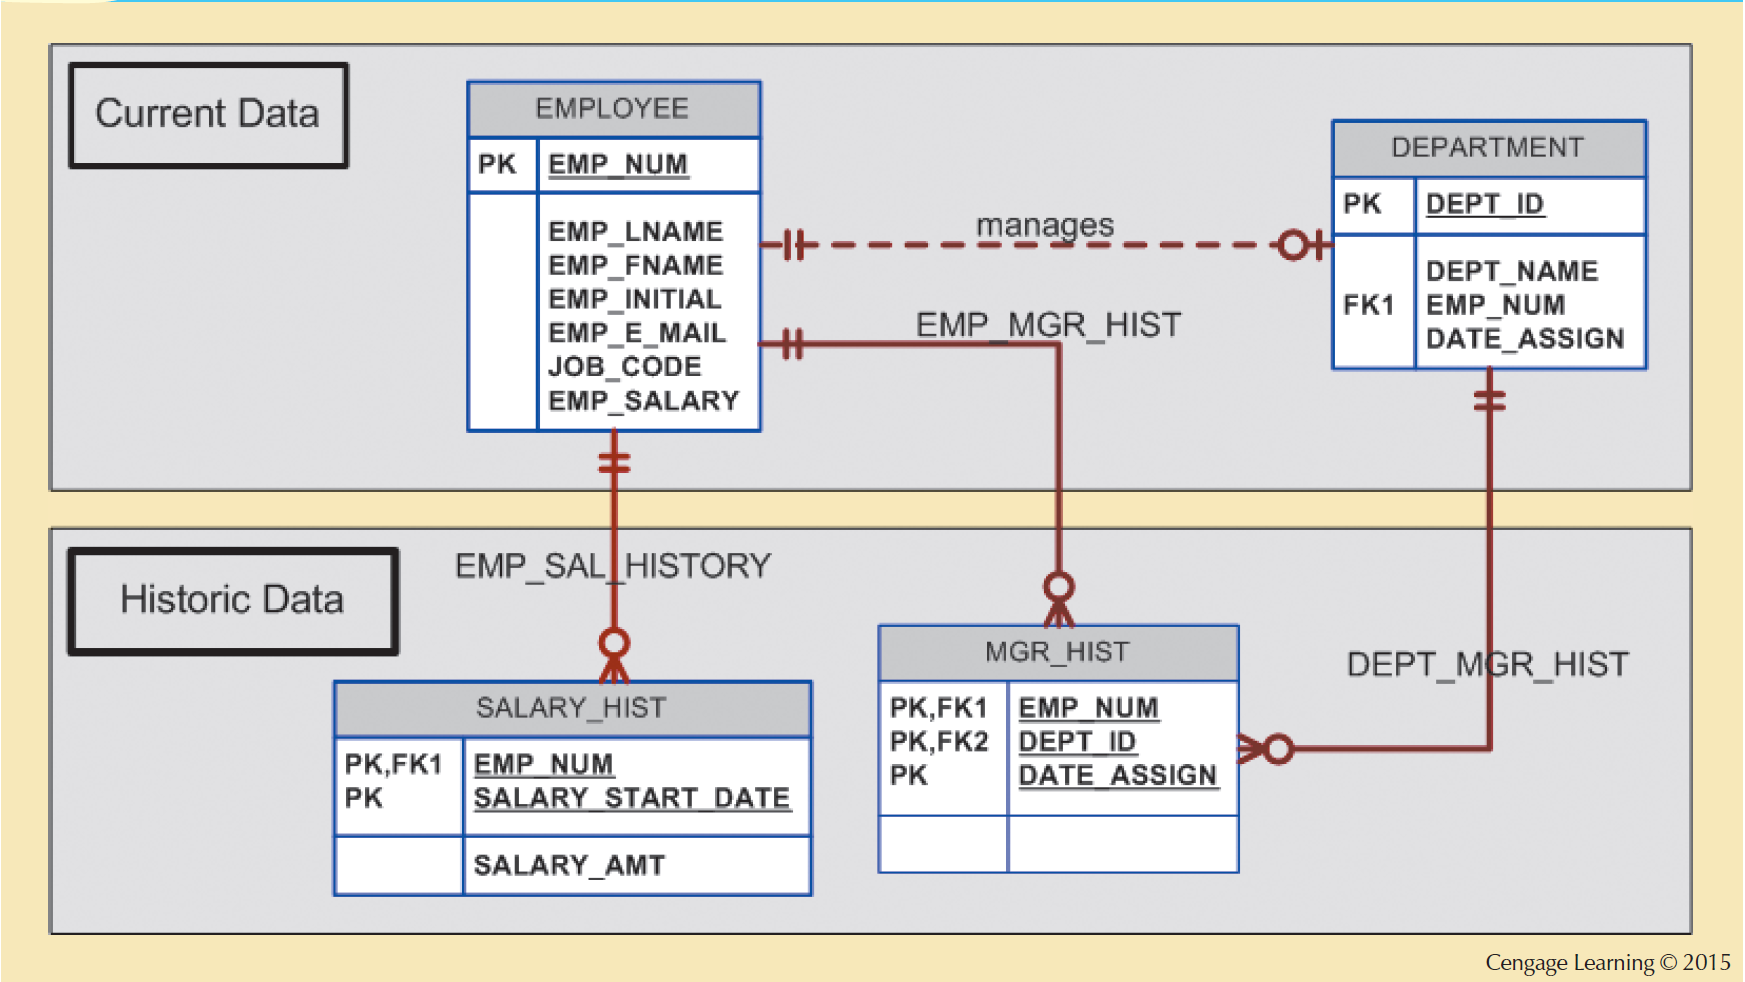 Current Data
EMPLOYEE
PK EMP_NUM
EMP_LNAME
EMP_FNAME
EMP_INITIAL
EMP_E_MAIL
JOB_CODE
EMP_SALARY
manages
EMP_MGR_HIST
DEPARTMENT
PK DEPT_ID
DEPT_NAME
FK1 EMP_NUM
DATE_ASSIGN
Historic Data
EMP_SAL_HISTORY
SALARY_HIST
PK,FK1 EMP_NUM
PK SALARY_START_DATE
SALARY_AMT
MGR_HIST
PK,FK1 EMP_NUM
PK,FK2 DEPT_ID
PK DATE_ASSIGN
DEPT_MGR_HIST
Cengage Learning © 2015